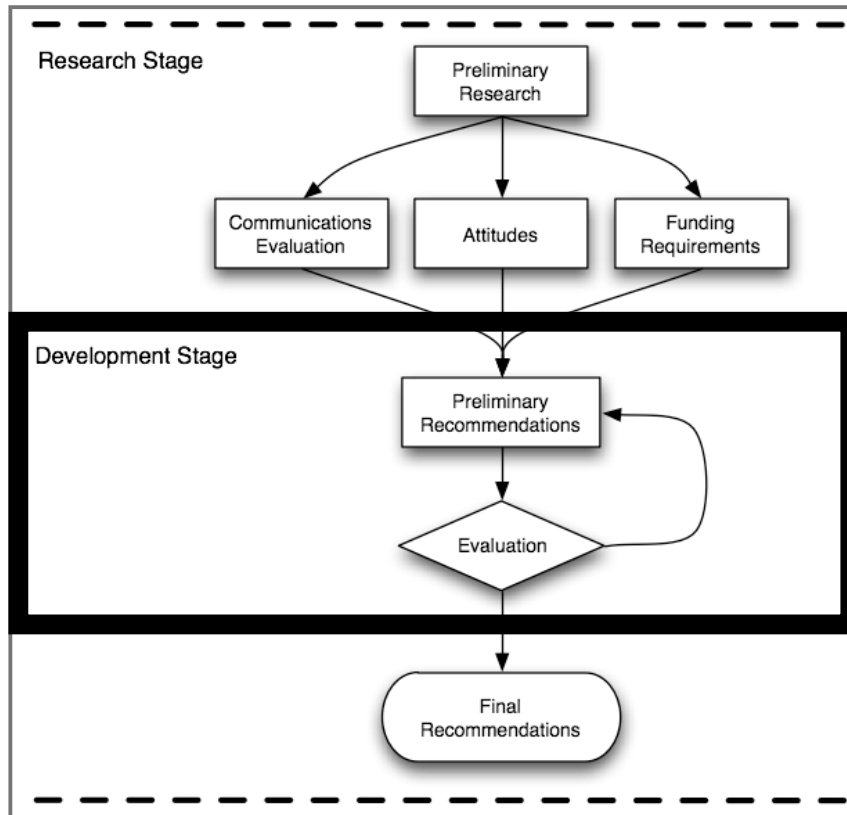 Research Stage
Preliminary
Research
Communications
Evaluation
Attitudes
Funding
Requirements
Development Stage
Preliminary
Recommendations
Evaluation
Final
Recommendations